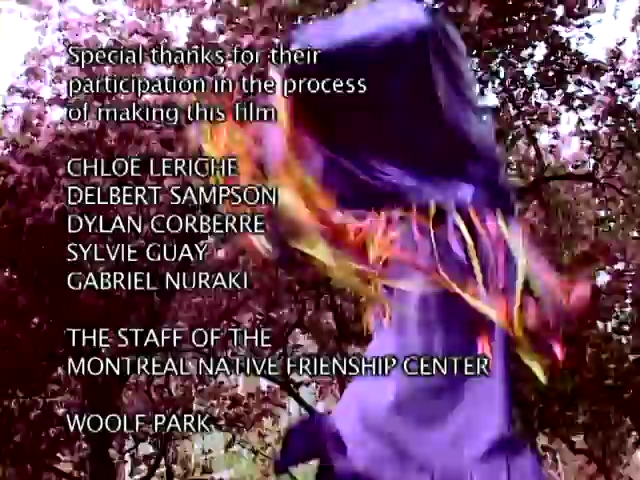 Special thanks for their
participation in the process
of making this film
CHLOE LERICHE
DELBERT SAMPSON
DYLAN CORBERRE
SYLVIE GUAY
GABRIEL NURAKI
THE STAFF OF THE
MONTREAL NATIVE FRIENSHIP CENTER
WOOLF PARK